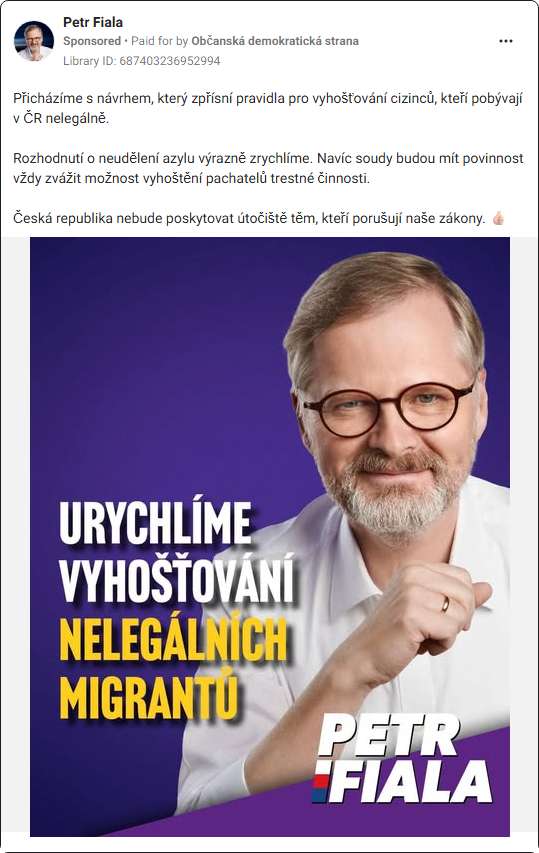 Petr Fiala
Sponsored • Paid for by Občanská demokratická strana
Library ID: 687403236952994
Přicházíme s návrhem, který zpřísní pravidla pro vyhošťování cizinců, kteří pobývají
v ČR nelegálně.
Rozhodnutí o neudělení azylu výrazně zrychlíme. Navíc soudy budou mít povinnost
vždy zvážit možnost vyhoštění pachatelů trestné činnosti.
Česká republika nebude poskytovat útočiště těm, kteří porušují naše zákony. 👍🏻
URYCHLÍME
VYHOŠŤOVÁNÍ
NELEGÁLNÍCH
MIGRANTŮ
PETR
FIALA